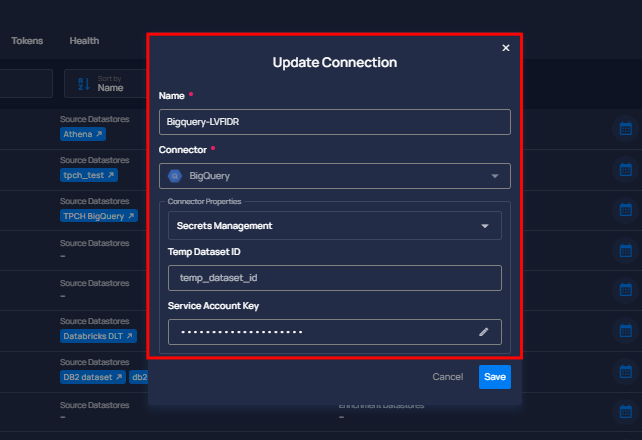 Tokens
Health
Sort by
Name
Source Datastores
Athena
Source Datastores
tpch_test
Source Datastores
TPCH BigQuery
Source Datastores
–
Source Datastores
–
Source Datastores
Databricks DLT
Source Datastores
DB2 dataset
db2
Source Datastores
–
Update Connection
Name *
Bigquery-LVFIDR
Connector *
BigQuery
Connector Properties
Secrets Management
Temp Dataset ID
temp_dataset_id
Service Account Key
••••••••••••••••••••
Cancel
Save
Enrichment Datastores
–